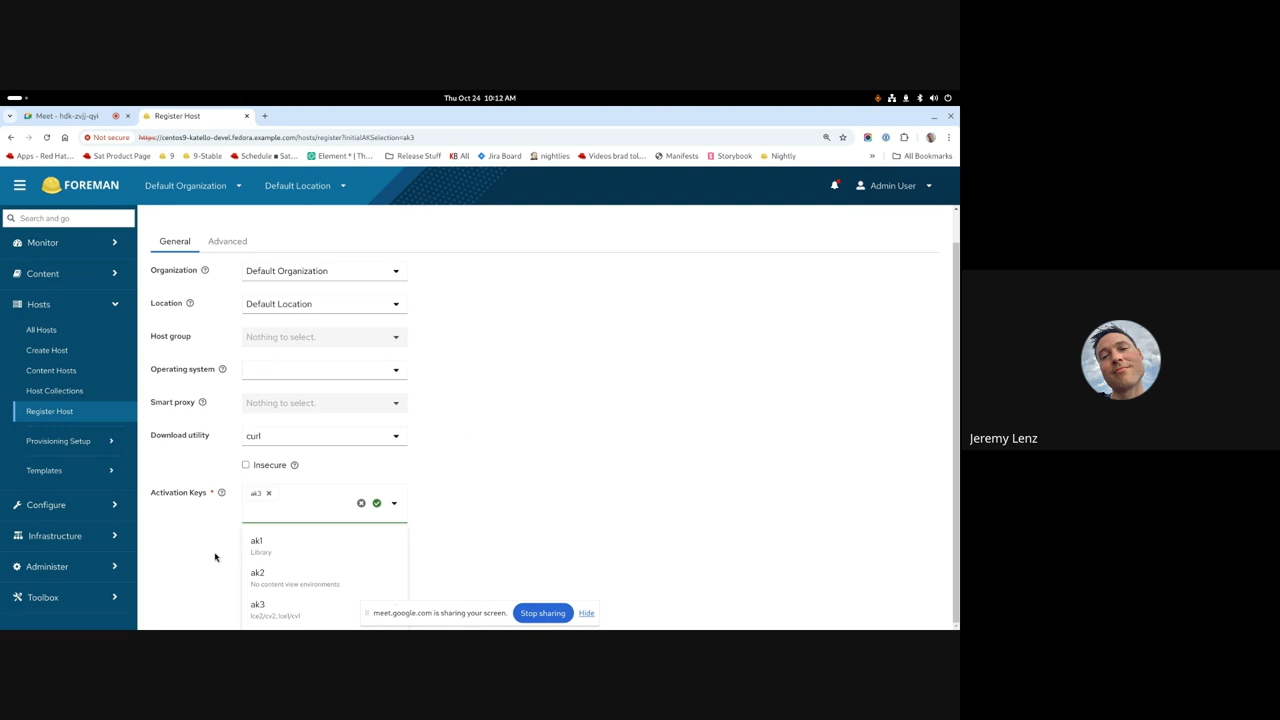 Thu Oct 24 10:12 AM
Meet - hdk-zvjj-qyi
Register Host
Not secure https://centos9-katello-devel.fedora.example.com/hosts/register?initialAKSelection=ak3
Apps - Red Hat... Sat Product Page 9 9-Stable Schedule ■ Sat... Element * | Th... Release Stuff KB All Jira Board nightlies Videos brad tol... Manifests Storybook Nightly » All Bookmarks
FOREMAN Default Organization Default Location Admin User
Search and go
Monitor
Content
Hosts
All Hosts
Create Host
Content Hosts
Host Collections
Register Host
Provisioning Setup
Templates
Configure
Infrastructure
Administer
Toolbox
General Advanced
Organization Default Organization
Location Default Location
Host group Nothing to select.
Operating system
Smart proxy Nothing to select.
Download utility curl
Insecure
Activation Keys * ak3
ak1
Library
ak2
No content view environments
ak3
lce2/cv2, lce1/cv1
meet.google.com is sharing your screen. Stop sharing Hide
Jeremy Lenz